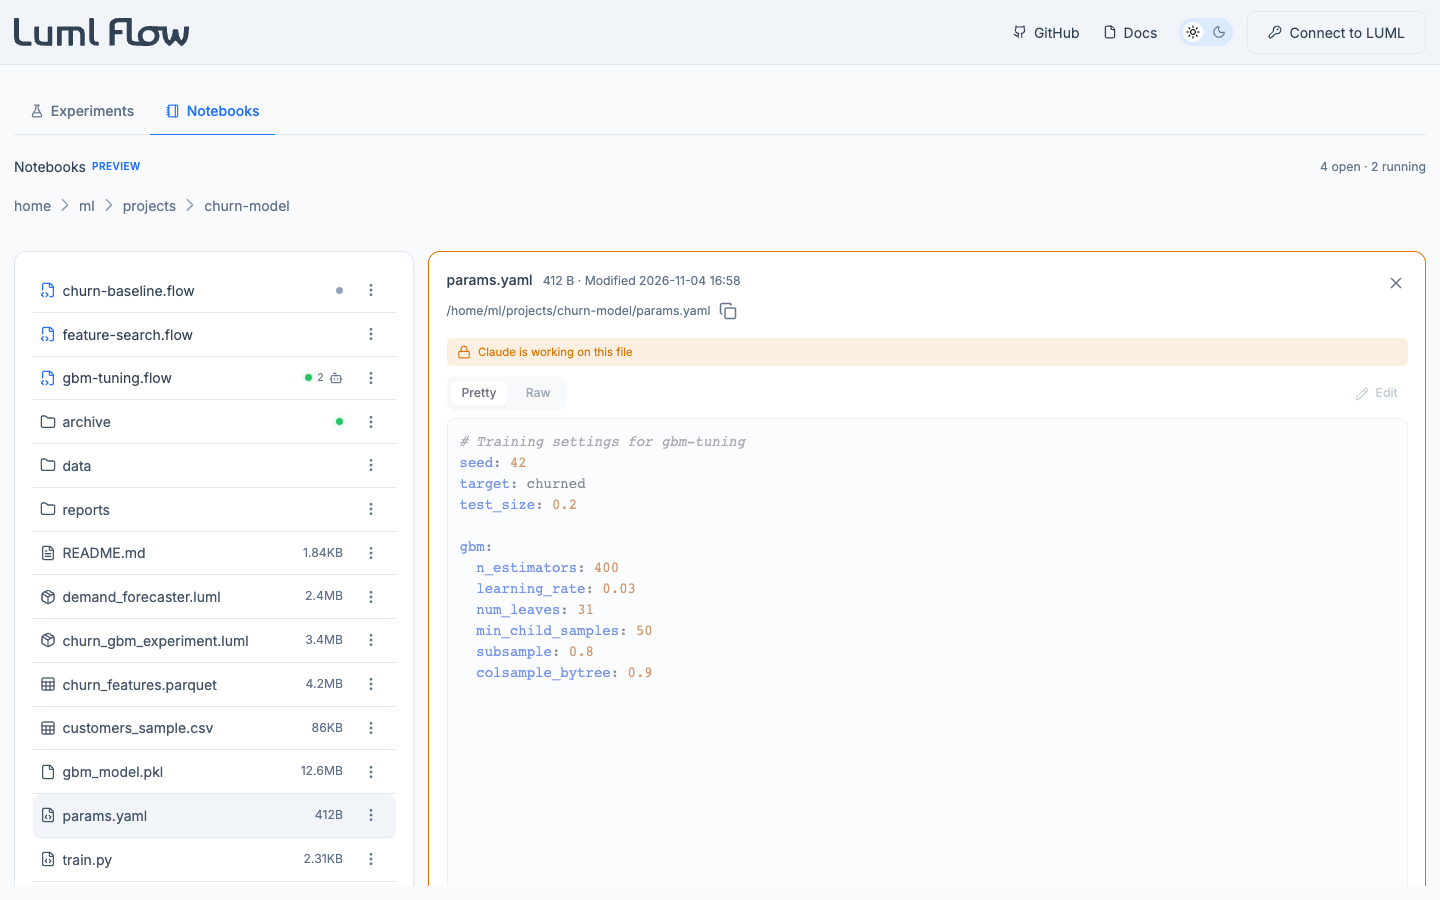 Luml Flow
GitHub
Docs
Connect to LUML
Experiments
Notebooks
Notebooks PREVIEW
4 open · 2 running
home
ml
projects
churn-model
churn-baseline.flow
feature-search.flow
gbm-tuning.flow 2
archive
data
reports
README.md 1.84KB
demand_forecaster.luml 2.4MB
churn_gbm_experiment.luml 3.4MB
churn_features.parquet 4.2MB
customers_sample.csv 86KB
gbm_model.pkl 12.6MB
params.yaml 412B
train.py 2.31KB
params.yaml 412 B · Modified 2026-11-04 16:58
/home/ml/projects/churn-model/params.yaml
Claude is working on this file
Pretty
Raw
Edit
# Training settings for gbm-tuning
seed: 42
target: churned
test_size: 0.2
gbm:
n_estimators: 400
learning_rate: 0.03
num_leaves: 31
min_child_samples: 50
subsample: 0.8
colsample_bytree: 0.9